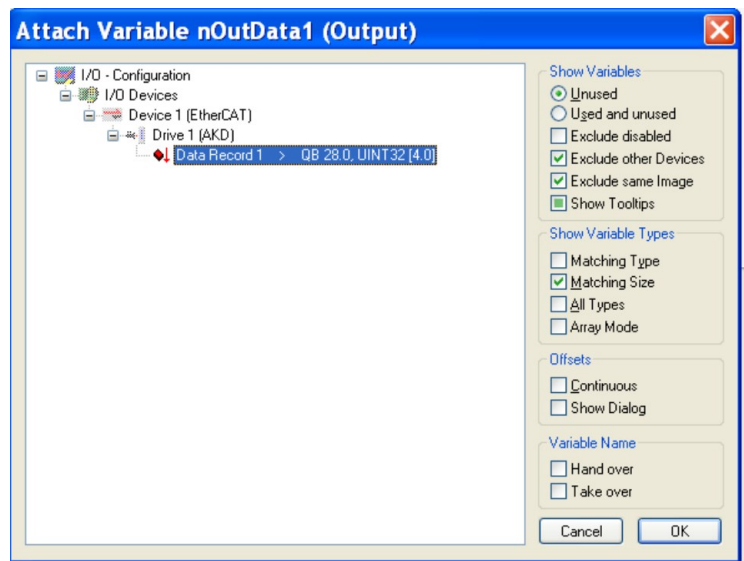 Attach Variable nOutData1 (Output)
I/O - Configuration
I/O Devices
Device 1 (EtherCAT)
Drive 1 (AKD)
Data Record 1 > QB 28.0, UINT32 [4.0]
Show Variables
Unused
Used and unused
Exclude disabled
Exclude other Devices
Exclude same Image
Show Tooltips
Show Variable Types
Matching Type
Matching Size
All Types
Array Mode
Offsets
Continuous
Show Dialog
Variable Name
Hand over
Take over
Cancel OK